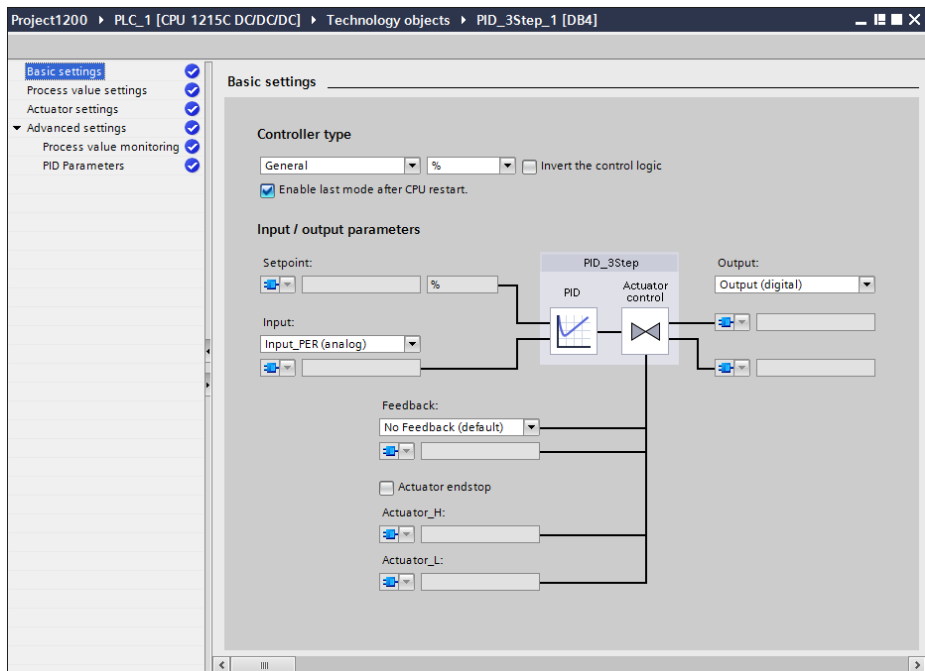 Project1200 ▸ PLC_1 [CPU 1215C DC/DC/DC] ▸ Technology objects ▸ PID_3Step_1 [DB4]
Basic settings
Process value settings
Actuator settings
Advanced settings
Process value monitoring
PID Parameters
Basic settings
Controller type
General % Invert the control logic
Enable last mode after CPU restart.
Input / output parameters
Setpoint:
%
Input:
Input_PER (analog)
PID_3Step
PID
Actuator
control
Output:
Output (digital)
Feedback:
No Feedback (default)
Actuator endstop
Actuator_H:
Actuator_L: